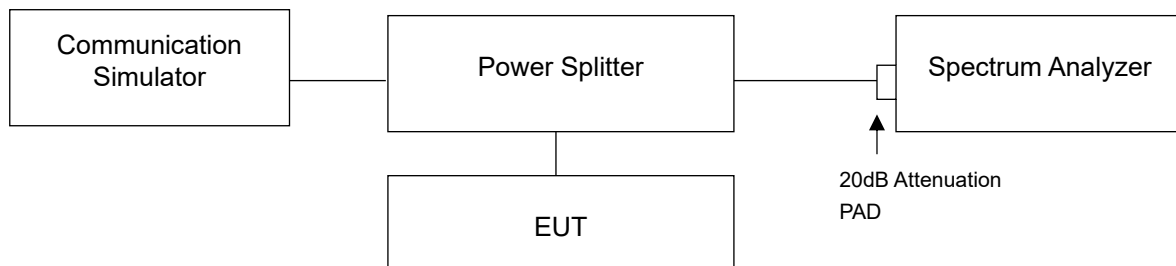 Communication
Simulator
Power Splitter
Spectrum Analyzer
20dB Attenuation
PAD
EUT